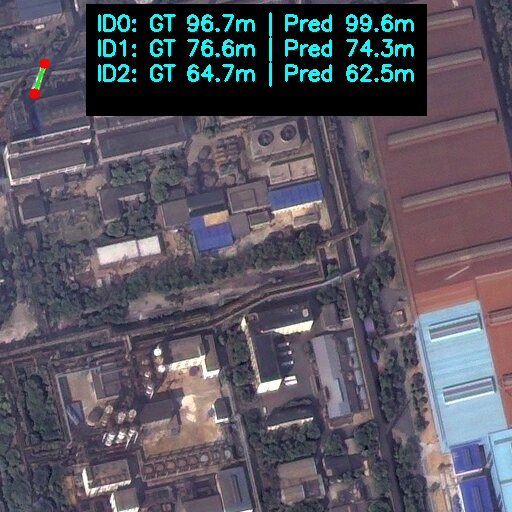 ID0: GT 96.7m | Pred 99.6m
ID1: GT 76.6m | Pred 74.3m
ID2: GT 64.7m | Pred 62.5m